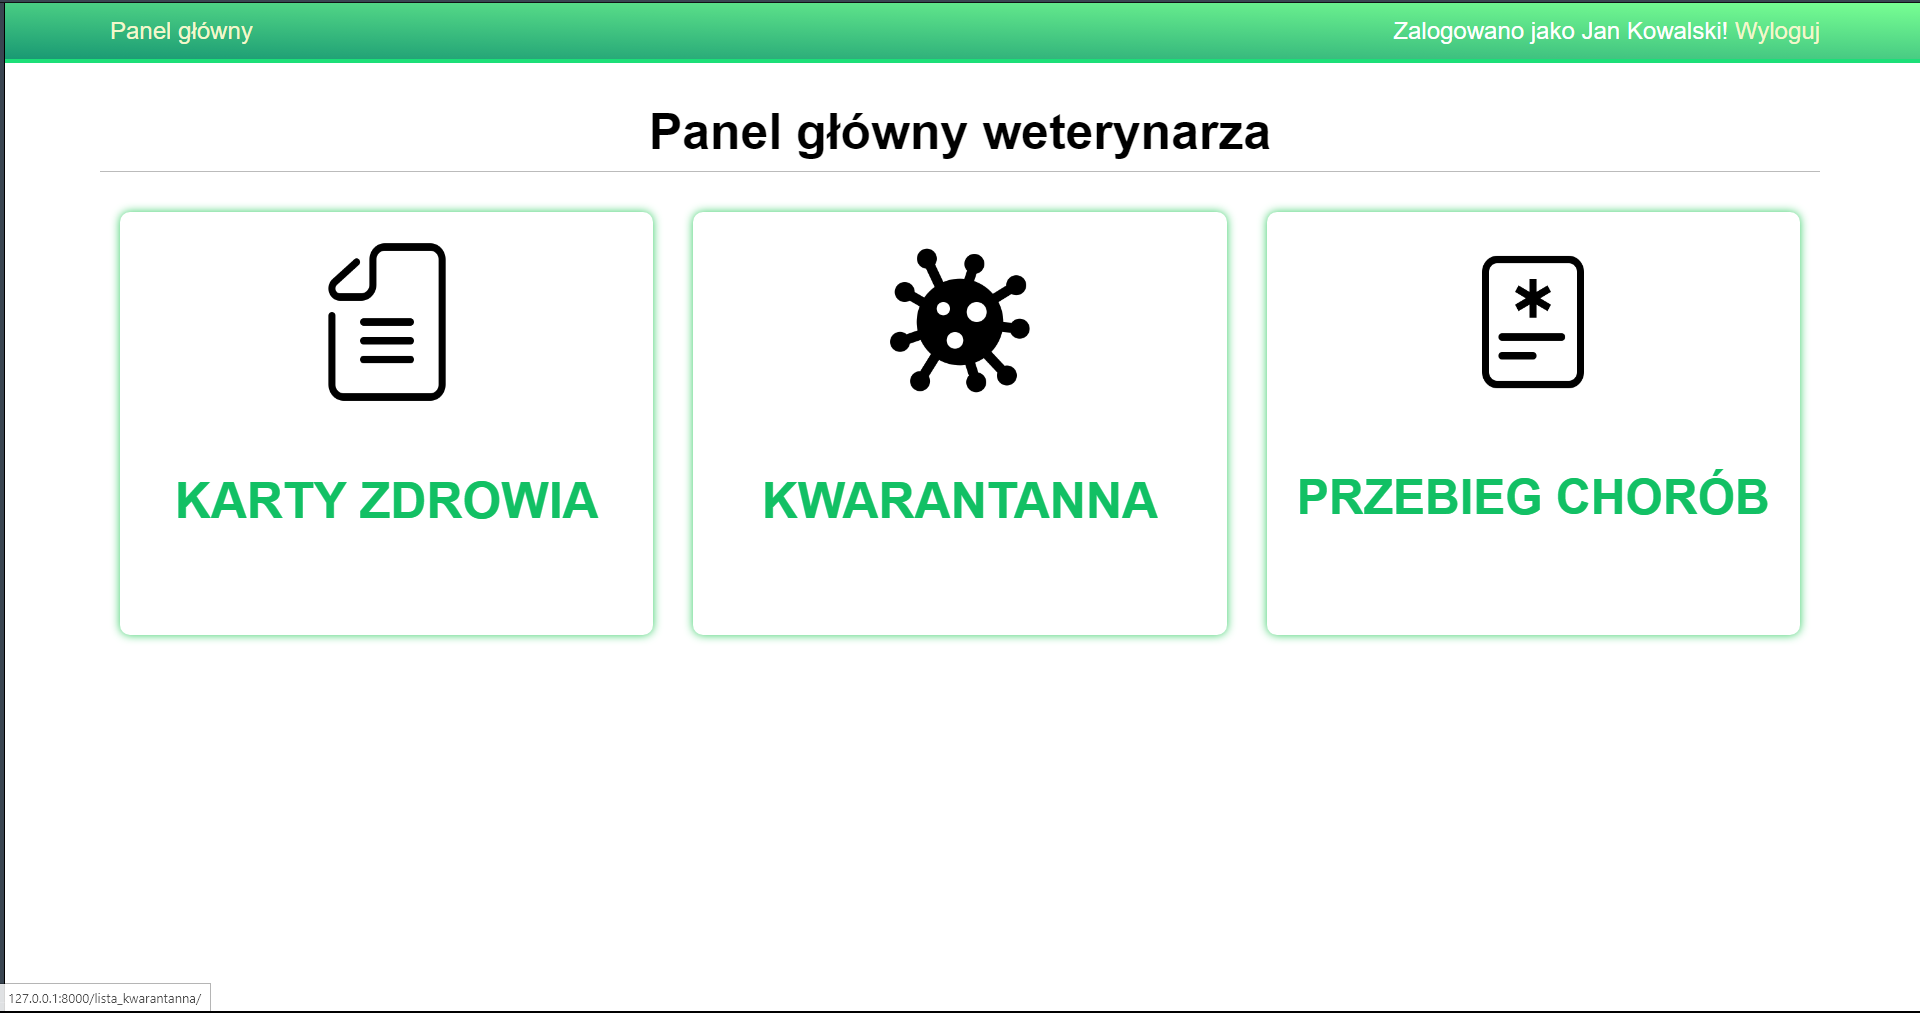 Panel główny
Zalogowano jako Jan Kowalski! Wyloguj
Panel główny weterynarza
KARTY ZDROWIA
KWARANTANNA
PRZEBIEG CHORÓB
127.0.0.1:8000/lista_kwarantanna/